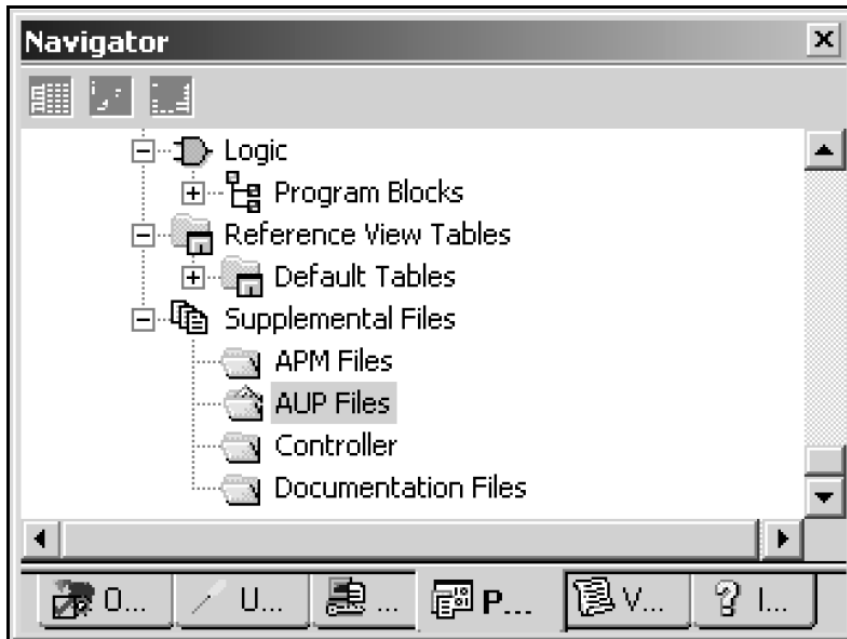 Navigator
Logic
Program Blocks
Reference View Tables
Default Tables
Supplemental Files
APM Files
AUP Files
Controller
Documentation Files
O... U... ... P... V... I...